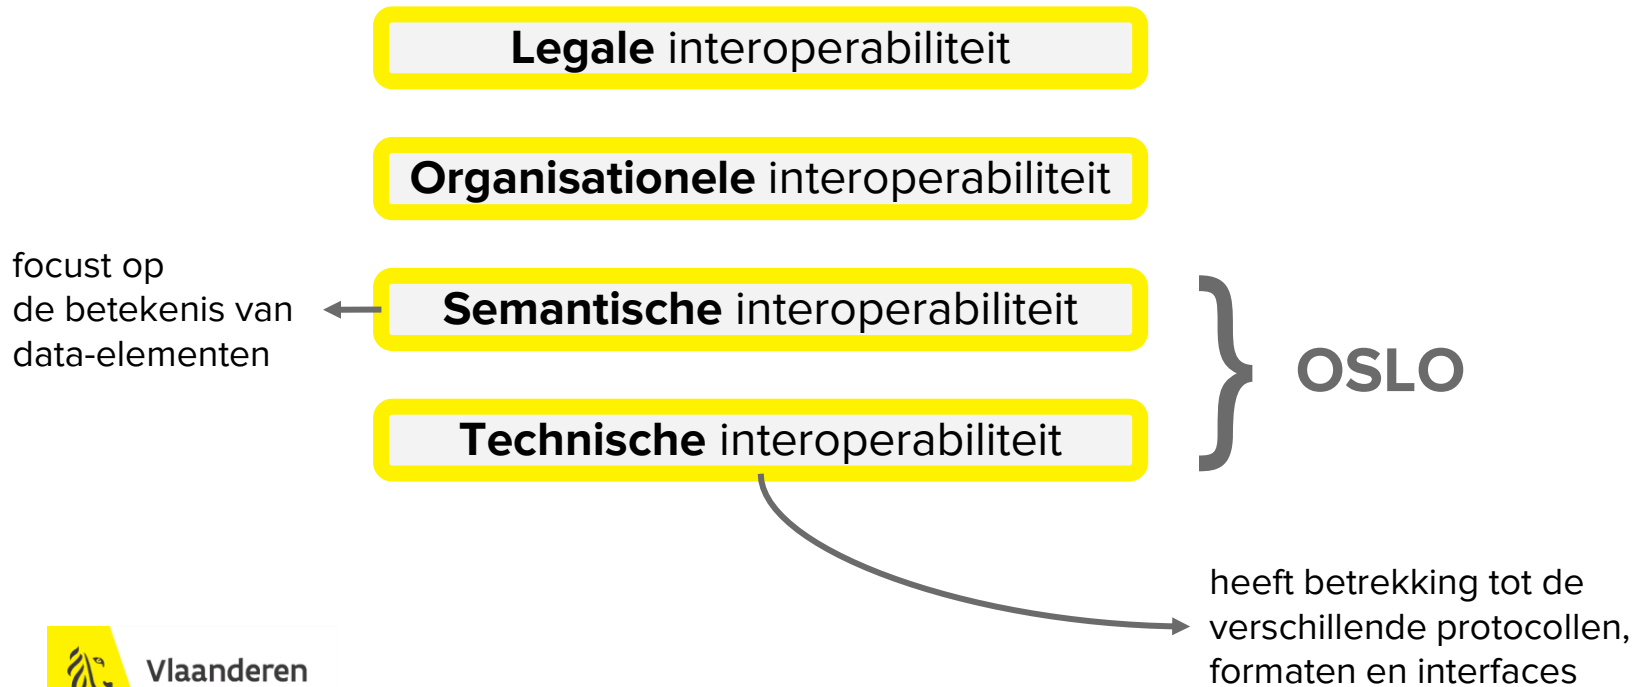 Legale interoperabiliteit
Organisationele interoperabiliteit
focust op
de betekenis van
data-elementen
Semantische interoperabiliteit
OSLO
Technische interoperabiliteit
heeft betrekking tot de
verschillende protocollen,
formaten en interfaces
Vlaanderen